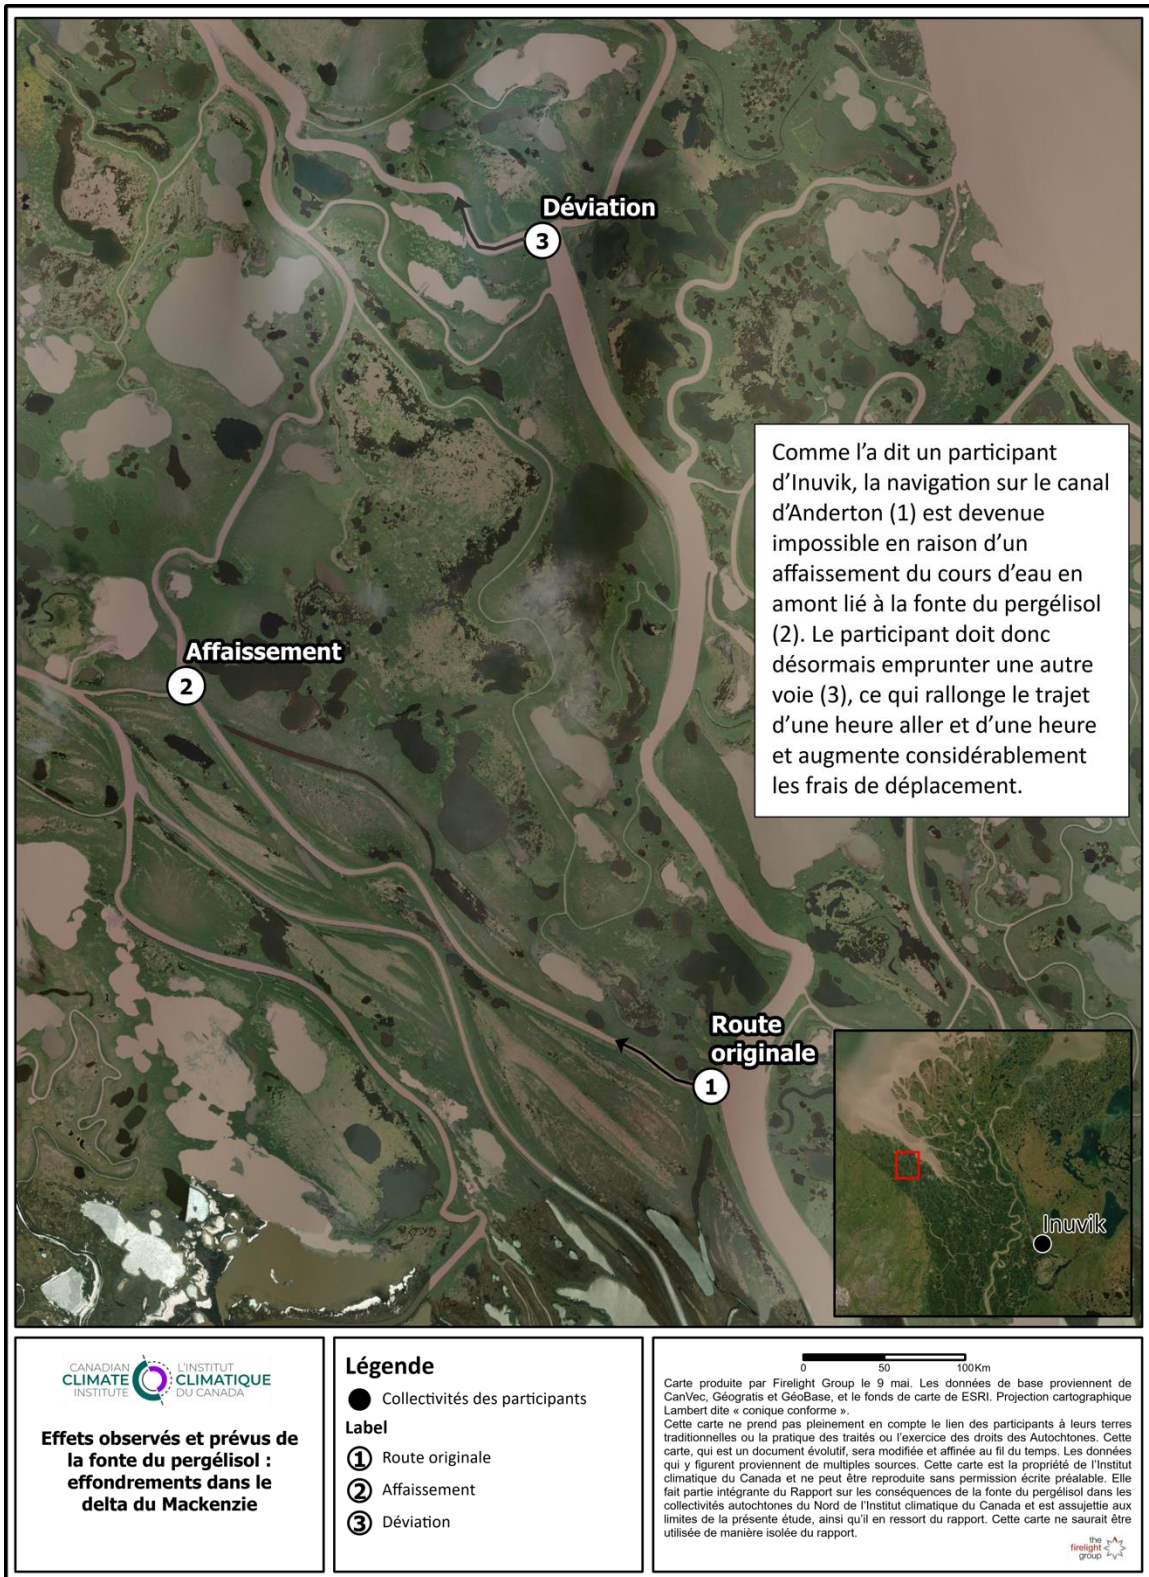 Déviation
3
Comme l’a dit un participant
d’Inuvik, la navigation sur le canal
d’Anderton (1) est devenue
impossible en raison d’un
affaissement du cours d’eau en
amont lié à la fonte du pergélisol
(2). Le participant doit donc
désormais emprunter une autre
voie (3), ce qui rallonge le trajet
d’une heure aller et d’une heure
et augmente considérablement
les frais de déplacement.
Affaissement
2
Route
originale
1
Inuvik
CANADIAN
CLIMATE
INSTITUTE
L’INSTITUT
CLIMATIQUE
DU CANADA
Effets observés et prévus de
la fonte du pergélisol :
effondrements dans le
delta du Mackenzie
Légende
Collectivités des participants
Label
1 Route originale
2 Affaissement
3 Déviation
0 50 100Km
Carte produite par Firelight Group le 9 mai. Les données de base proviennent de
CanVec, Géogratis et GéoBase, et le fonds de carte de ESRI. Projection cartographique
Lambert dite « conique conforme ».
Cette carte ne prend pas pleinement en compte le lien des participants à leurs terres
traditionnelles ou la pratique des traités ou l’exercice des droits des Autochtones. Cette
carte, qui est un document évolutif, sera modifiée et affinée au fil du temps. Les données
qui y figurent proviennent de multiples sources. Cette carte est la propriété de l’Institut
climatique du Canada et ne peut être reproduite sans permission écrite préalable. Elle
fait partie intégrante du Rapport sur les conséquences de la fonte du pergélisol dans les
collectivités autochtones du Nord de l’Institut climatique du Canada et est assujettie aux
limites de la présente étude, ainsi qu’il en ressort du rapport. Cette carte ne saurait être
utilisée de manière isolée du rapport.
the
firelight
group